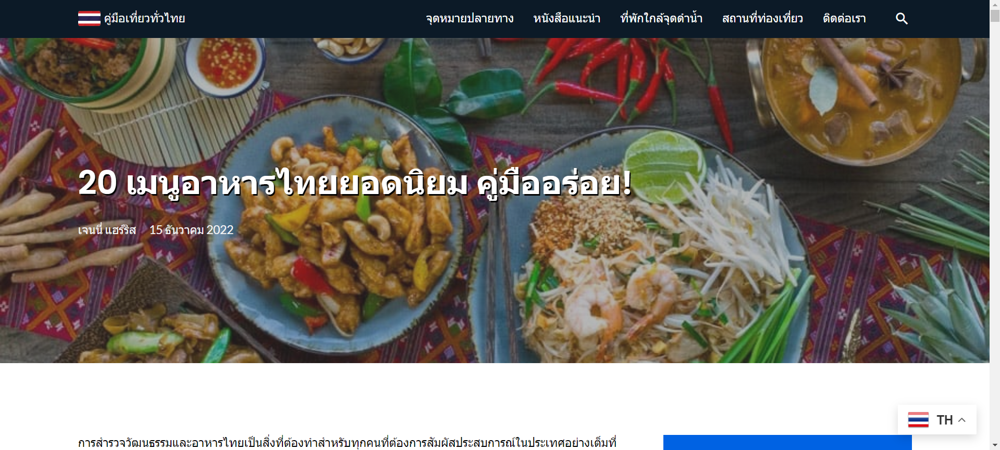 คู่มือเที่ยวทั่วไทย
จุดหมายปลายทาง
หนังสือแนะนำ
ที่พักใกล้จุดดำน้ำ
สถานที่ท่องเที่ยว
ติดต่อเรา
20 เมนูอาหารไทยยอดนิยม คู่มืออร่อย!
เจนนี่ แฮร์ริส 15 ธันวาคม 2022
TH
การสำรวจวัฒนธรรมและอาหารไทยเป็นสิ่งที่ต้องทำสำหรับทุกคนที่ต้องการสัมผัสประสบการณ์ในประเทศอย่างเต็มที่